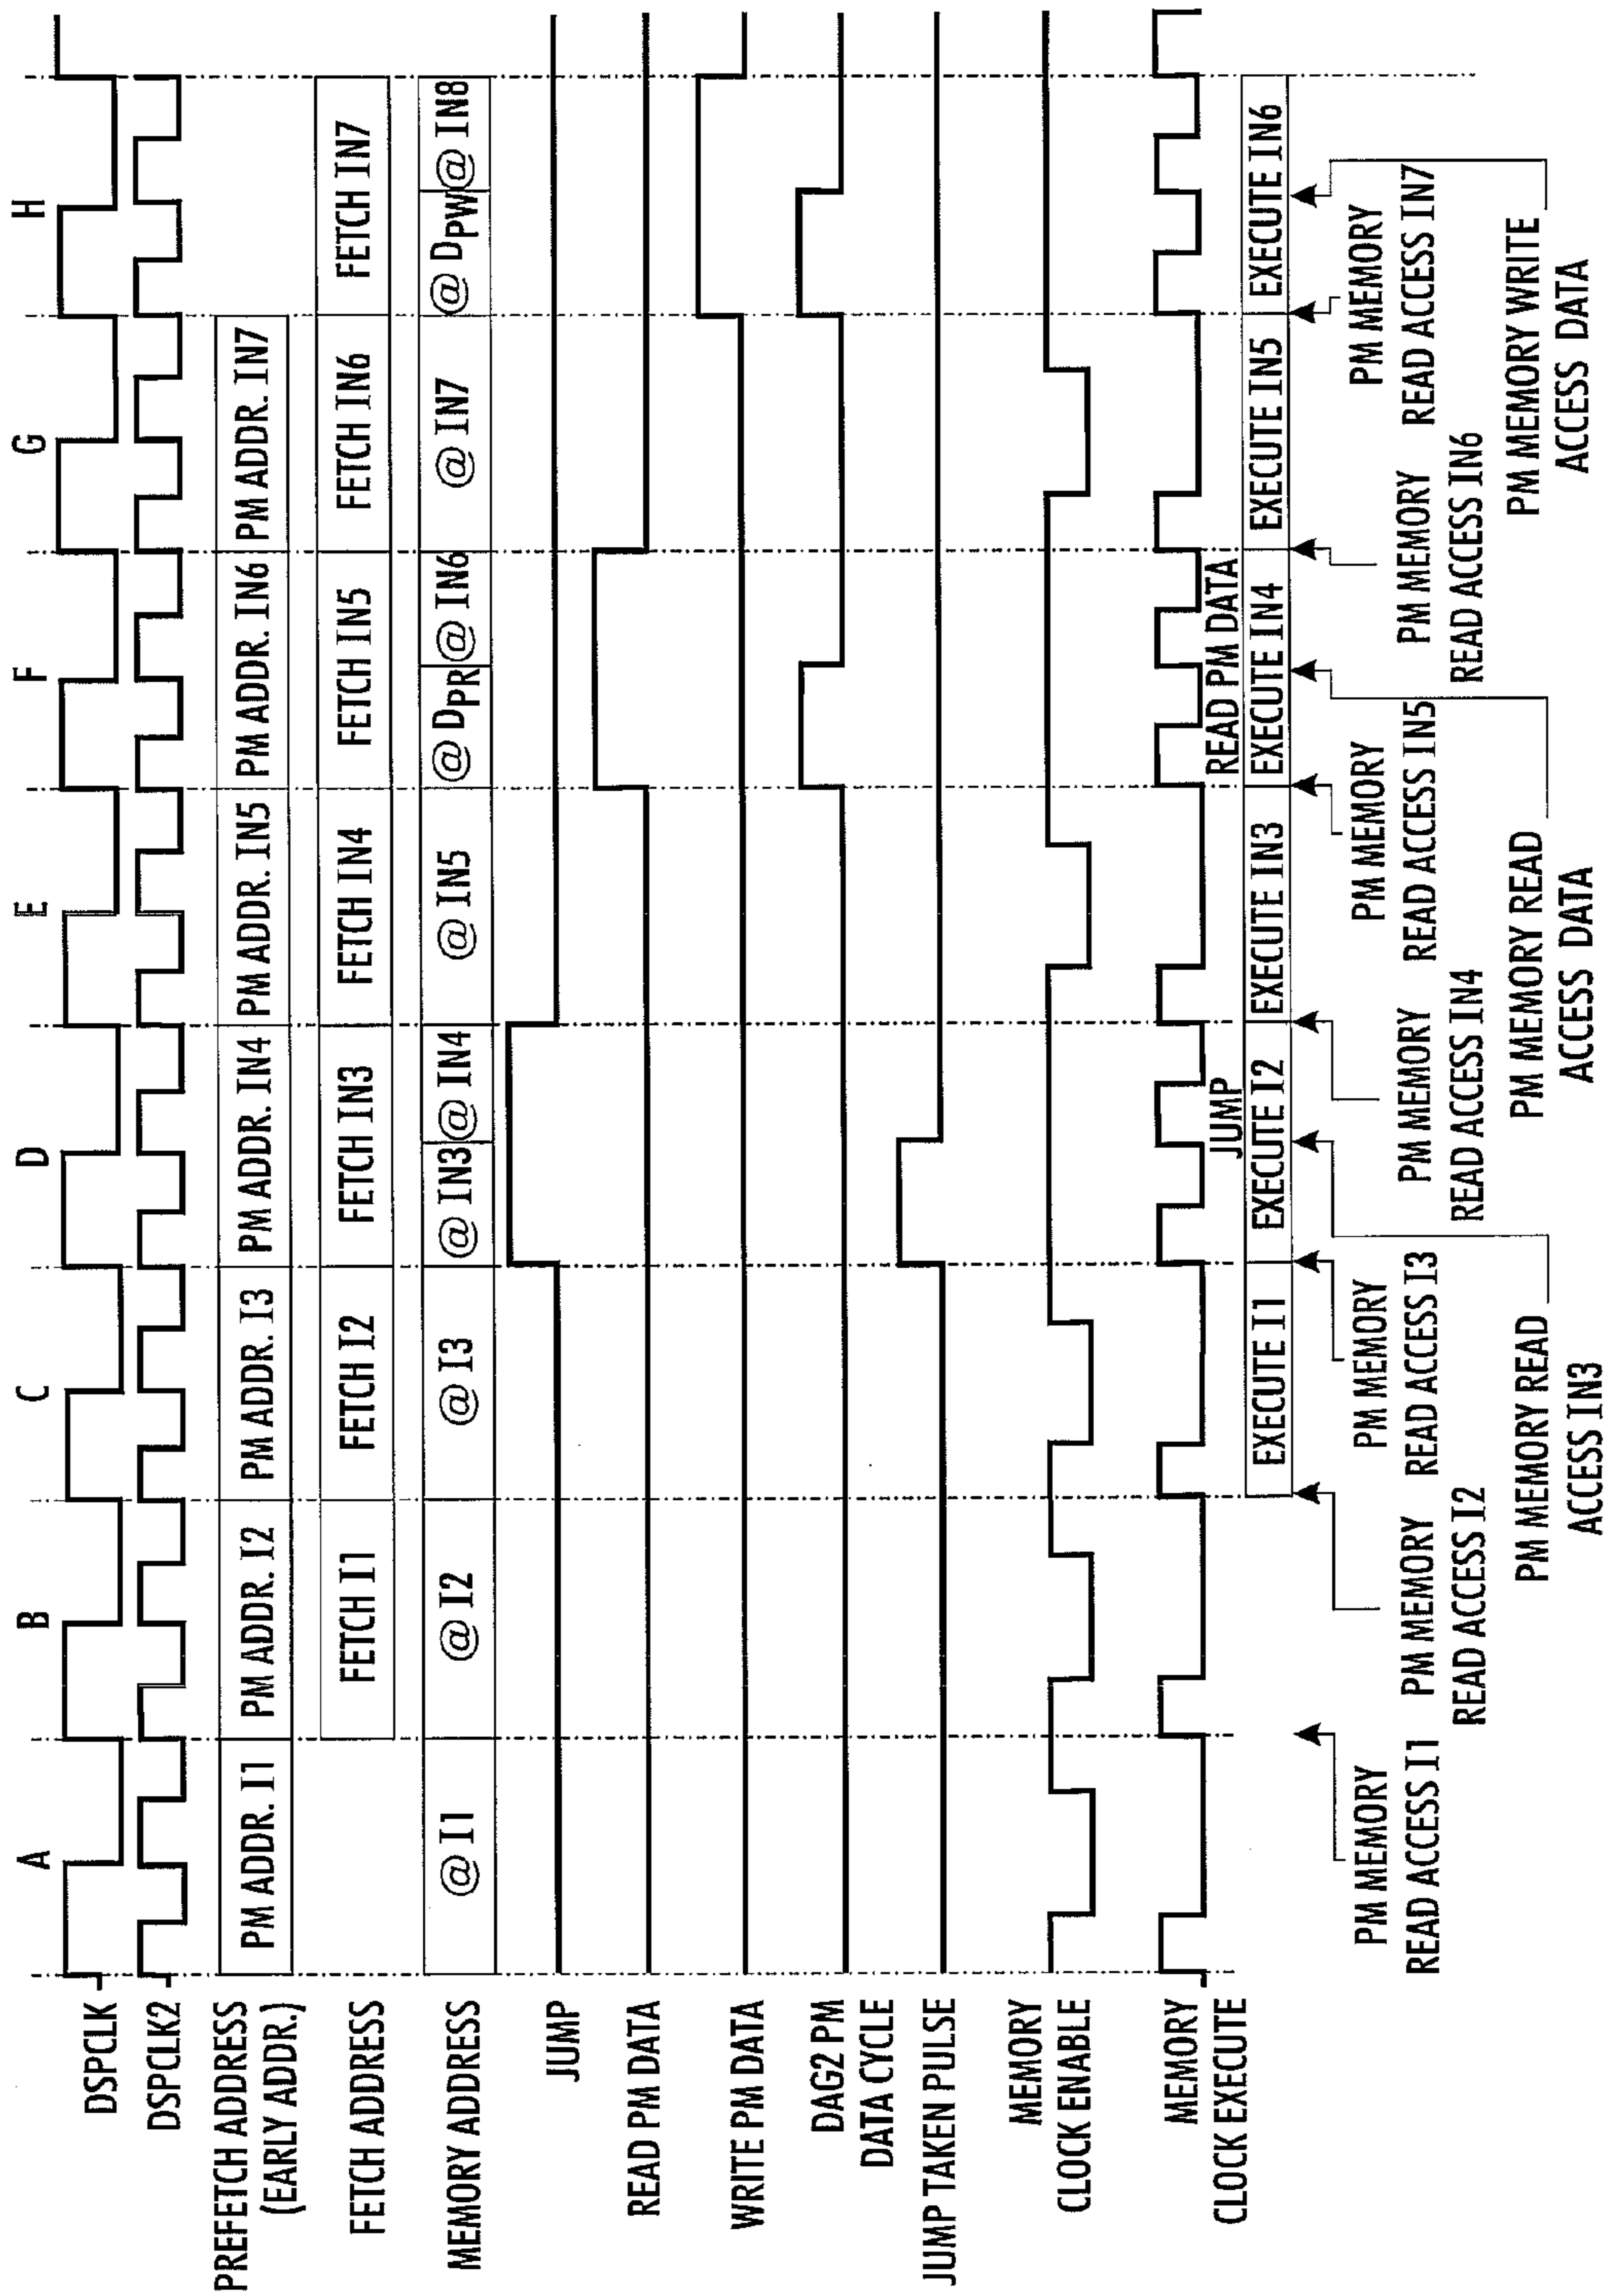 A B C D E F G H
DSPCLK
DSPCLK2
PREFETCH ADDRESS
(EARLY ADDR.)
PM ADDR. I1 PM ADDR. I2 PM ADDR. I3 PM ADDR. IN4 PM ADDR. IN5 PM ADDR. IN6 PM ADDR. IN7
FETCH ADDRESS
FETCH I1 FETCH I2 FETCH IN3 FETCH IN4 FETCH IN5 FETCH IN6 FETCH IN7
MEMORY ADDRESS
@ I1 @ I2 @ I3 @ IN3 @ IN4 @ IN5 @ DPR @ IN6 @ IN7 @ DPW @ IN8
JUMP
READ PM DATA
WRITE PM DATA
DAG2 PM
DATA CYCLE
JUMP TAKEN PULSE
MEMORY
CLOCK ENABLE
MEMORY
CLOCK EXECUTE
JUMP READ PM DATA
EXECUTE I1 EXECUTE I2 EXECUTE IN3 EXECUTE IN4 EXECUTE IN5 EXECUTE IN6
PM MEMORY
READ ACCESS I1
PM MEMORY
READ ACCESS I2
PM MEMORY
READ ACCESS I3
PM MEMORY READ
ACCESS IN3
PM MEMORY
READ ACCESS IN4
PM MEMORY
READ ACCESS IN5
PM MEMORY READ
ACCESS DATA
PM MEMORY
READ ACCESS IN6
PM MEMORY
READ ACCESS IN7
PM MEMORY WRITE
ACCESS DATA